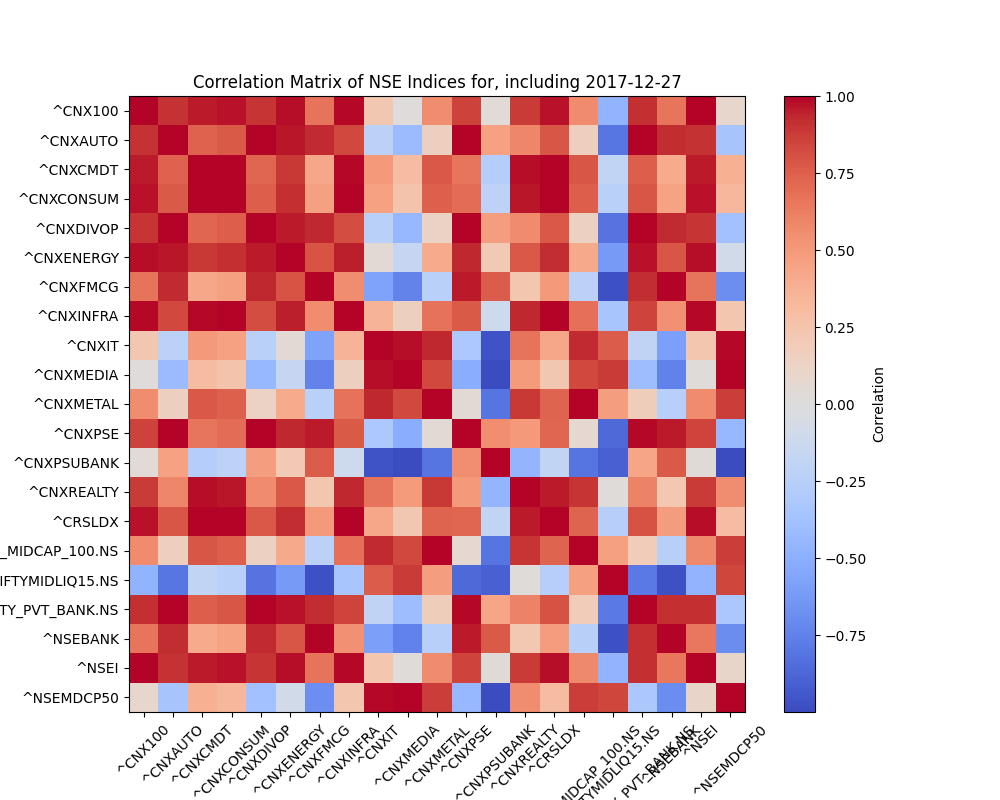 Correlation Matrix of NSE Indices for, including 2017-12-27
^CNX100
^CNXAUTO
^CNXCMDT
^CNXCONSUM
^CNXDIVOP
^CNXENERGY
^CNXFMCG
^CNXINFRA
^CNXIT
^CNXMEDIA
^CNXMETAL
^CNXPSE
^CNXPSUBANK
^CNXREALTY
^CRSLDX
_MIDCAP_100.NS
IFTYMIDLIQ15.NS
TY_PVT_BANK.NS
^NSEBANK
^NSEI
^NSEMDCP50
^CNX100
^CNXAUTO
^CNXCMDT
^CNXCONSUM
^CNXDIVOP
^CNXENERGY
^CNXFMCG
^CNXINFRA
^CNXIT
^CNXMEDIA
^CNXMETAL
^CNXPSE
^CNXPSUBANK
^CNXREALTY
^CRSLDX
MIDCAP_100.NS
TYMIDLIQ15.NS
PVT_BANK.NS
^NSEBANK
^NSEI
^NSEMDCP50
1.00
0.75
0.50
0.25
0.00
−0.25
−0.50
−0.75
Correlation